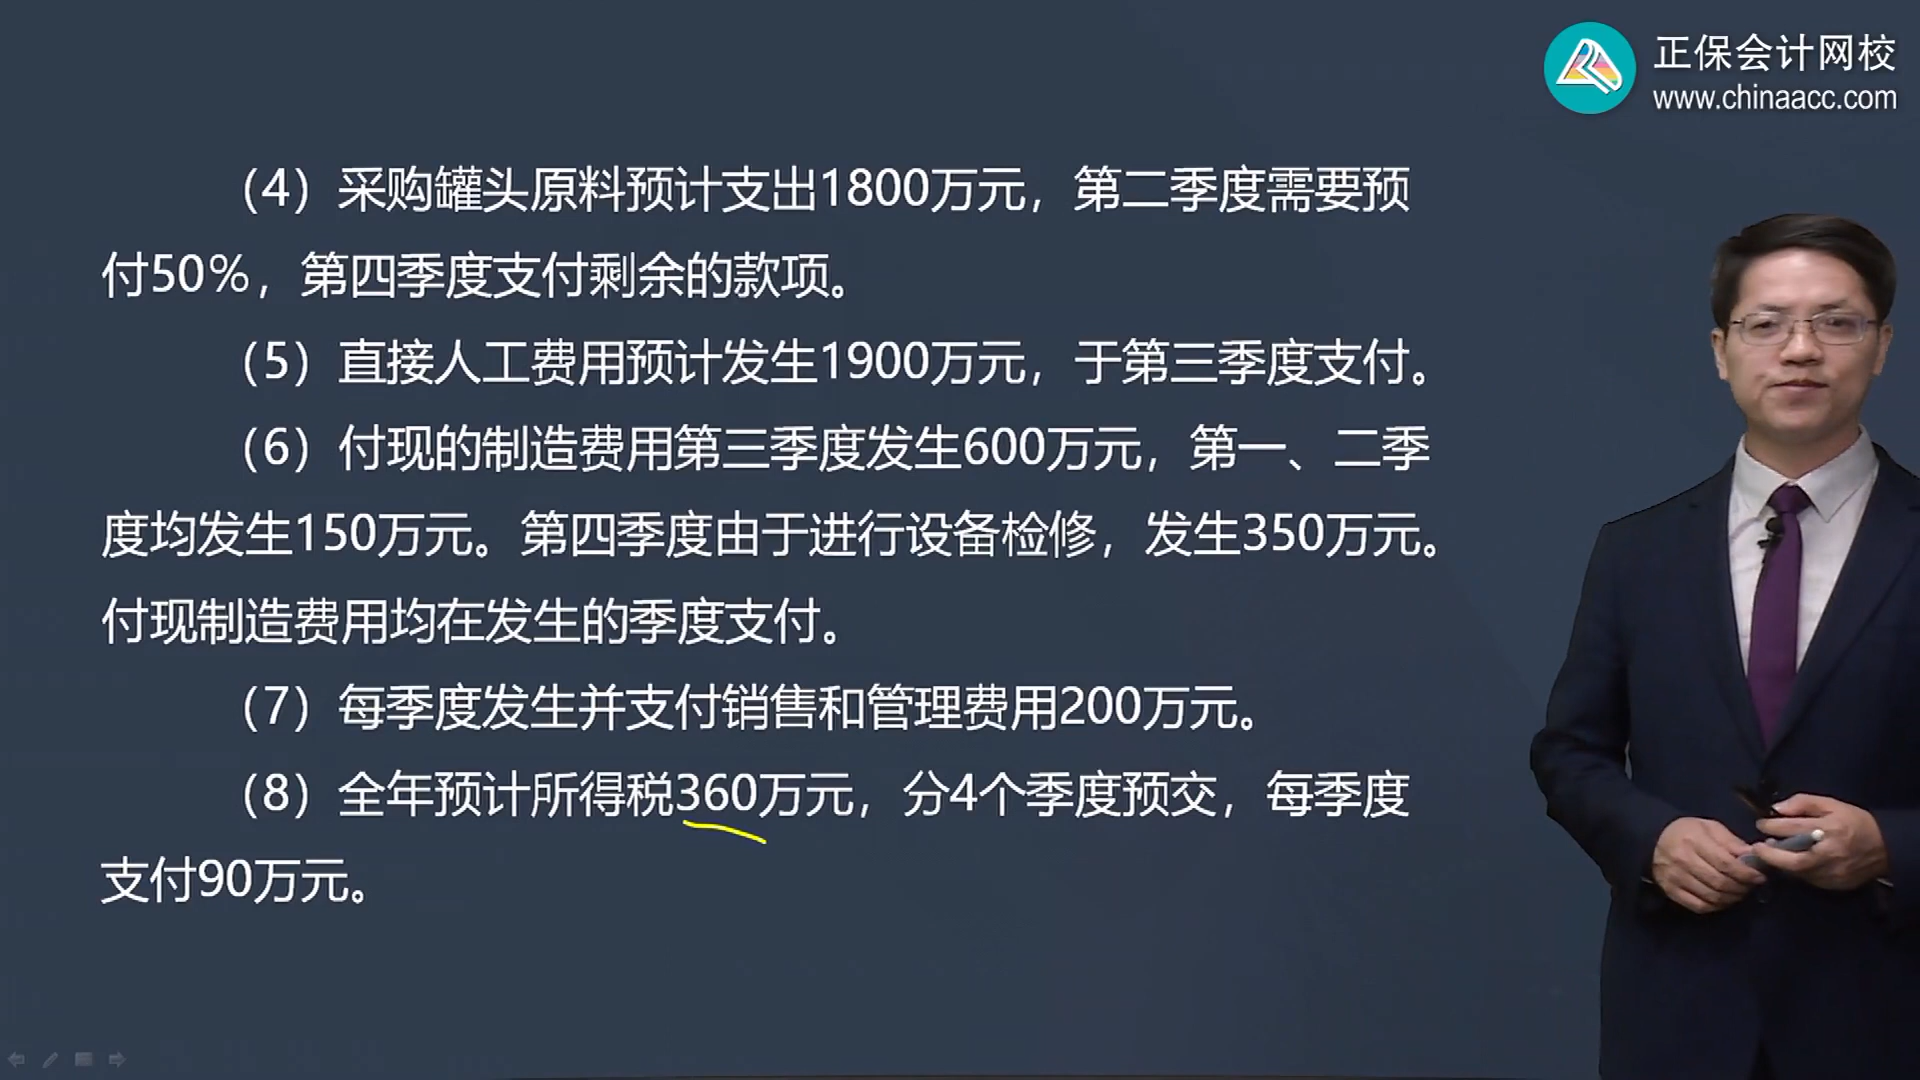 正保会计网校
www.chinaacc.com
（4）采购罐头原料预计支出1800万元，第二季度需要预
付50%，第四季度支付剩余的款项。
（5）直接人工费用预计发生1900万元，于第三季度支付。
（6）付现的制造费用第三季度发生600万元，第一、二季
度均发生150万元。第四季度由于进行设备检修，发生350万元。
付现制造费用均在发生的季度支付。
（7）每季度发生并支付销售和管理费用200万元。
（8）全年预计所得税360万元，分4个季度预交，每季度
支付90万元。